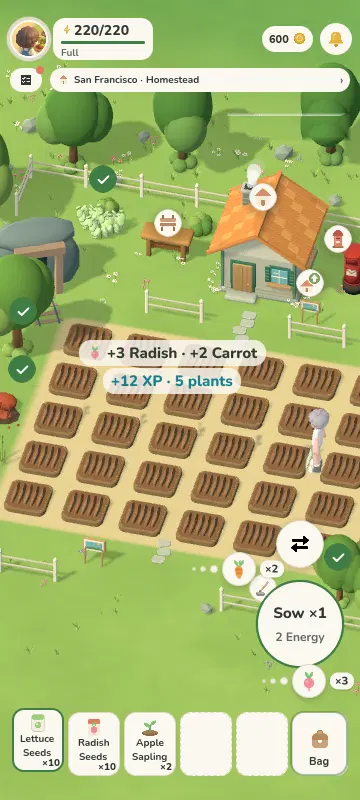 220/220
Full
600
San Francisco · Homestead
+3 Radish · +2 Carrot
+12 XP · 5 plants
×2
Sow ×1
2 Energy
×3
Lettuce
Seeds
×10
Radish
Seeds
×10
Apple
Sapling
×2
Bag